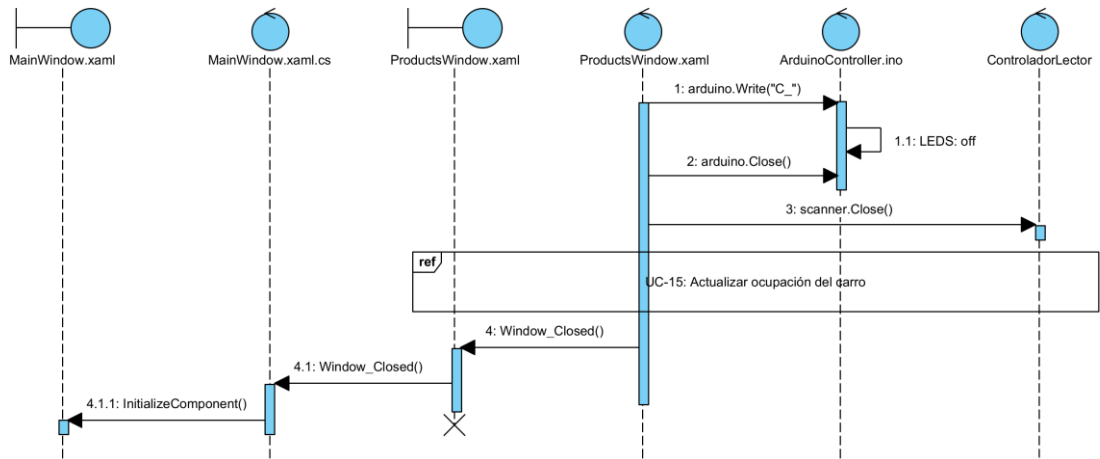 MainWindow.xaml
MainWindow.xaml.cs
ProductsWindow.xaml
ProductsWindow.xaml
ArduinoController.ino
ControladorLector
1: arduino.Write("C_")
1.1: LEDS: off
2: arduino.Close()
3: scanner.Close()
ref
UC-15: Actualizar ocupación del carro
4: Window_Closed()
4.1: Window_Closed()
4.1.1: InitializeComponent()